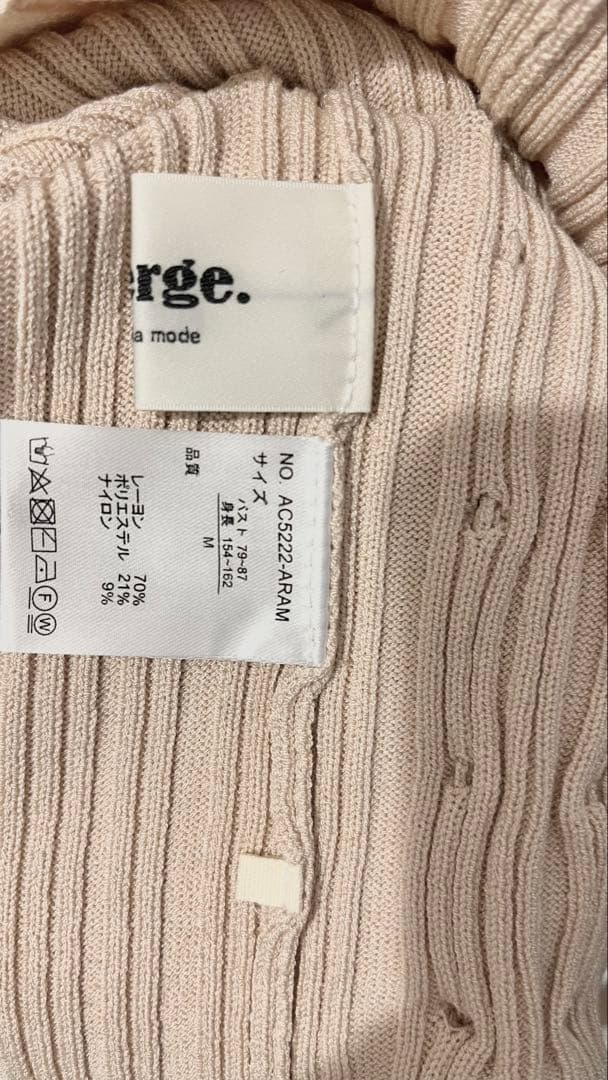 rge.
a mode
NO. AC5222-ARAM
サイズ
バスト 79~87
身長 154~162
M
品質
レーヨン 70%
ポリエステル 21%
ナイロン 9%
F W